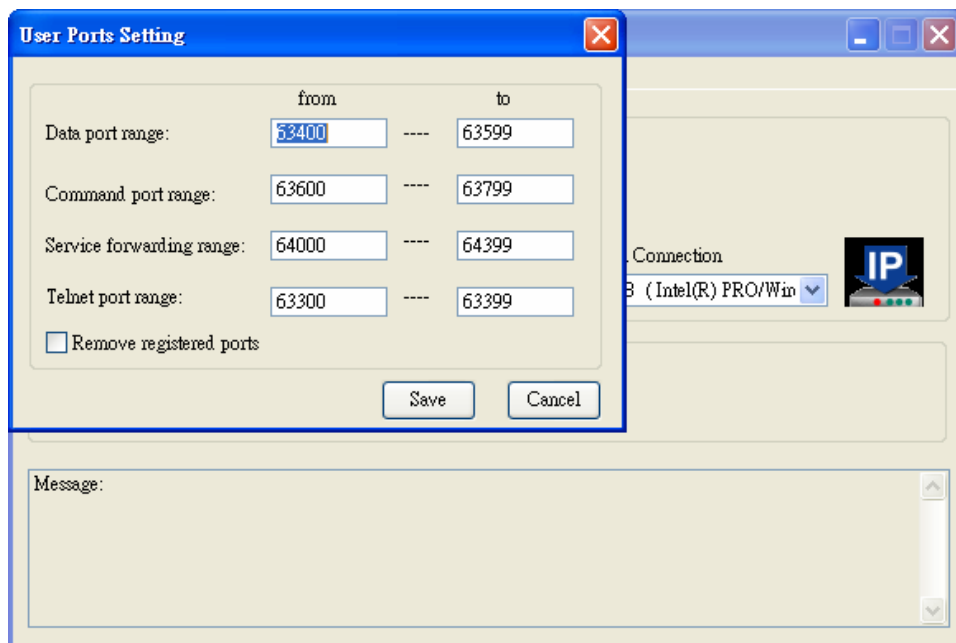 User Ports Setting
from to
Data port range: 63400 ---- 63599
Command port range: 63600 ---- 63799
Service forwarding range: 64000 ---- 64399
Connection
IP
Telnet port range: 63300 ---- 63399
(Intel(R) PRO/Win
Remove registered ports
Save Cancel
Message: